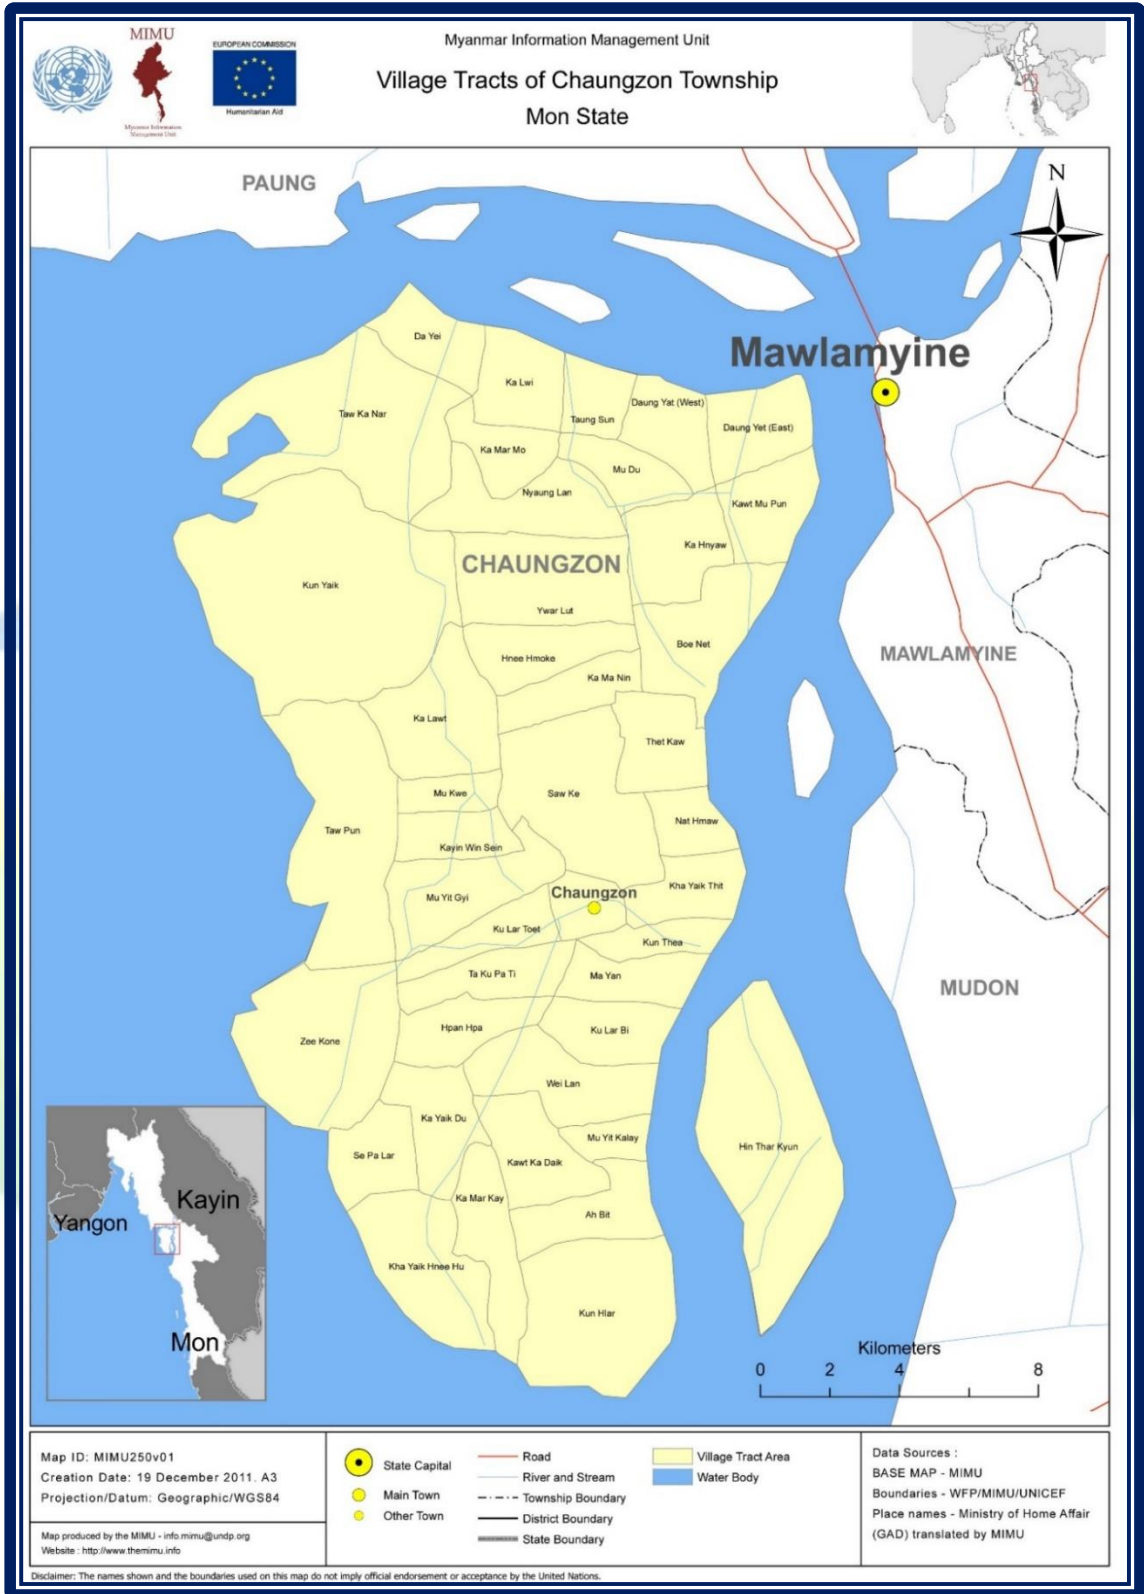 MIMU
Myanmar Information
Management Unit
EUROPEAN COMMISSION
Humanitarian Aid
Myanmar Information Management Unit
Village Tracts of Chaungzon Township
Mon State
PAUNG
N
Mawlamyine
Da Yei
Ka Lwi
Taw Ka Nar
Taung Sun
Daung Yat (West)
Daung Yet (East)
Ka Mar Mo
Mu Du
Nyaung Lan
Kawt Mu Pun
Ka Hnyaw
CHAUNGZON
Kun Yaik
Ywar Lut
Boe Net
MAWLAMYINE
Hnee Hmoke
Ka Ma Nin
Ka Lawt
Thet Kaw
Mu Kwe
Saw Ke
Nat Hmaw
Taw Pun
Kayin Win Sein
Kha Yaik Thit
Mu Yit Gyi
Chaungzon
Ku Lar Toet
Kun Thea
Ta Ku Pa Ti
Ma Yan
MUDON
Hpan Hpa
Ku Lar Bi
Zee Kone
Wei Lan
Ka Yaik Du
Mu Yit Kalay
Hin Thar Kyun
Se Pa Lar
Kawt Ka Daik
Ka Mar Kay
Ah Bit
Kha Yaik Hnee Hu
Kun Hlar
Kayin
Yangon
Mon
Kilometers
0 2 4 8
Map ID: MIMU250v01
Creation Date: 19 December 2011. A3
Projection/Datum: Geographic/WGS84
Map produced by the MIMU - info.mimu@undp.org
Website : http://www.themimu.info
State Capital
Main Town
Other Town
Road
River and Stream
Township Boundary
District Boundary
State Boundary
Village Tract Area
Water Body
Data Sources :
BASE MAP - MIMU
Boundaries - WFP/MIMU/UNICEF
Place names - Ministry of Home Affair
(GAD) translated by MIMU
Disclaimer: The names shown and the boundaries used on this map do not imply official endorsement or acceptance by the United Nations.